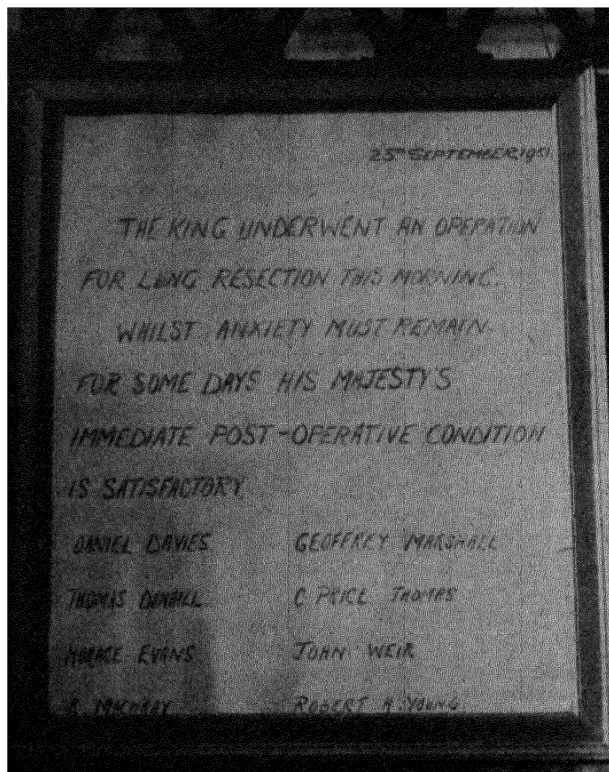 23RD SEPTEMBER, 1951.
THE KING UNDERWENT AN OPERATION
FOR LUNG RESECTION THIS MORNING.
WHILST ANXIETY MUST REMAIN
FOR SOME DAYS HIS MAJESTY'S
IMMEDIATE POST-OPERATIVE CONDITION
IS SATISFACTORY
DANIEL DAVIES GEOFFREY MARSHALL
THOMAS DUNHILL C PRICE THOMAS
HORACE EVANS JOHN WEIR
R. MACHRAY ROBERT A. YOUNG